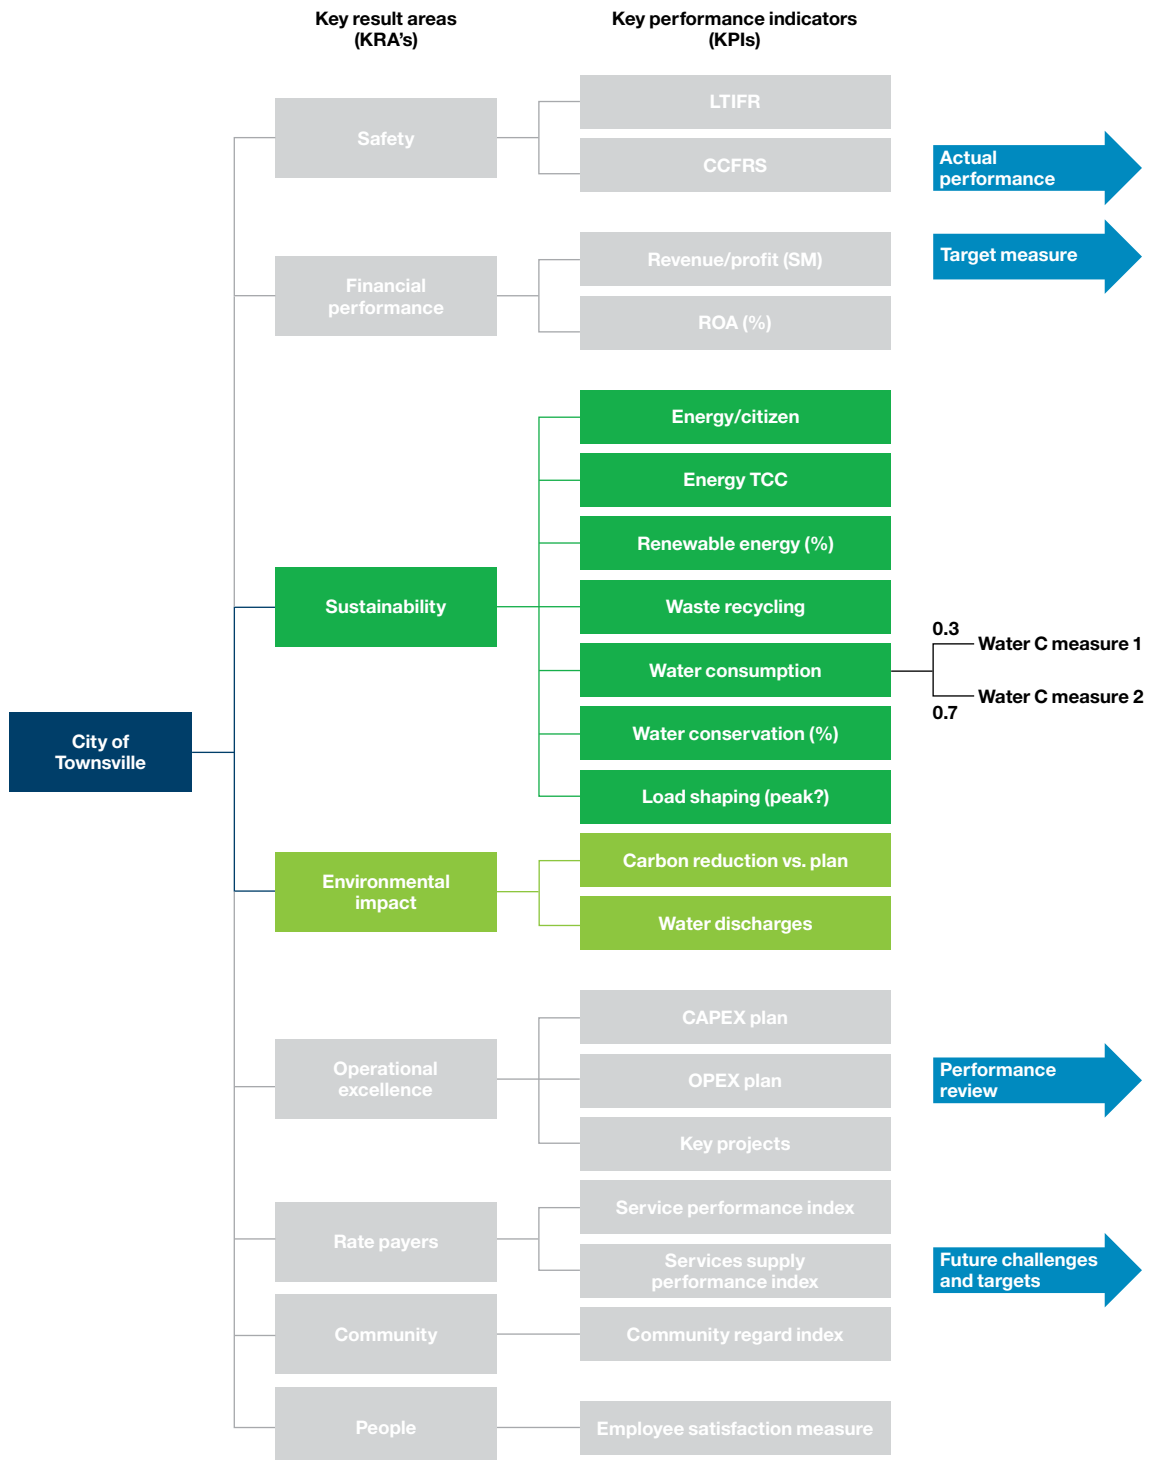 Key result areas
(KRA's)
Key performance indicators
(KPIs)
LTIFR
Safety
CCFRS
Actual
performance
Revenue/profit (SM)
Target measure
Financial
performance
ROA (%)
Energy/citizen
Energy TCC
Renewable energy (%)
Sustainability
Waste recycling
0.3
Water C measure 1
Water consumption
Water C measure 2
0.7
City of
Townsville
Water conservation (%)
Load shaping (peak?)
Carbon reduction vs. plan
Environmental
impact
Water discharges
CAPEX plan
Operational
excellence
OPEX plan
Performance
review
Key projects
Service performance index
Rate payers
Services supply
performance index
Future challenges
and targets
Community
Community regard index
People
Employee satisfaction measure